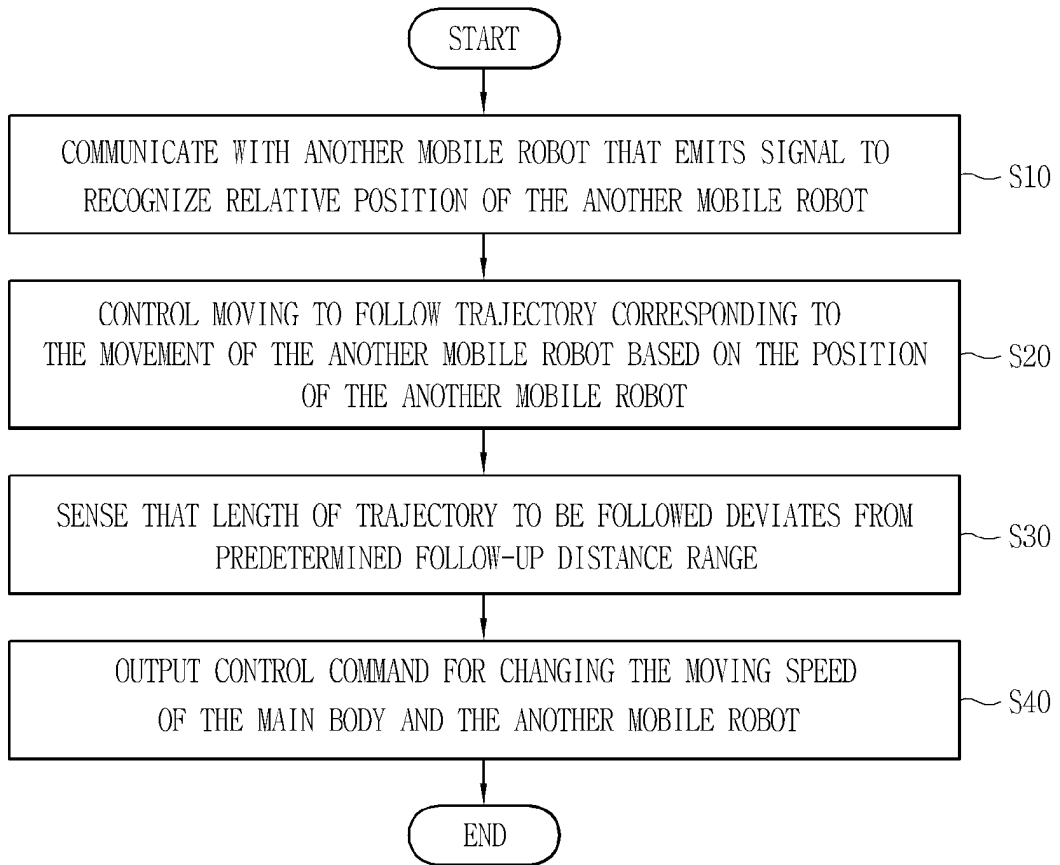 START
COMMUNICATE WITH ANOTHER MOBILE ROBOT THAT EMITS SIGNAL TO
RECOGNIZE RELATIVE POSITION OF THE ANOTHER MOBILE ROBOT
S10
CONTROL MOVING TO FOLLOW TRAJECTORY CORRESPONDING TO
THE MOVEMENT OF THE ANOTHER MOBILE ROBOT BASED ON THE POSITION
OF THE ANOTHER MOBILE ROBOT
S20
SENSE THAT LENGTH OF TRAJECTORY TO BE FOLLOWED DEVIATES FROM
PREDETERMINED FOLLOW-UP DISTANCE RANGE
S30
OUTPUT CONTROL COMMAND FOR CHANGING THE MOVING SPEED
OF THE MAIN BODY AND THE ANOTHER MOBILE ROBOT
S40
END